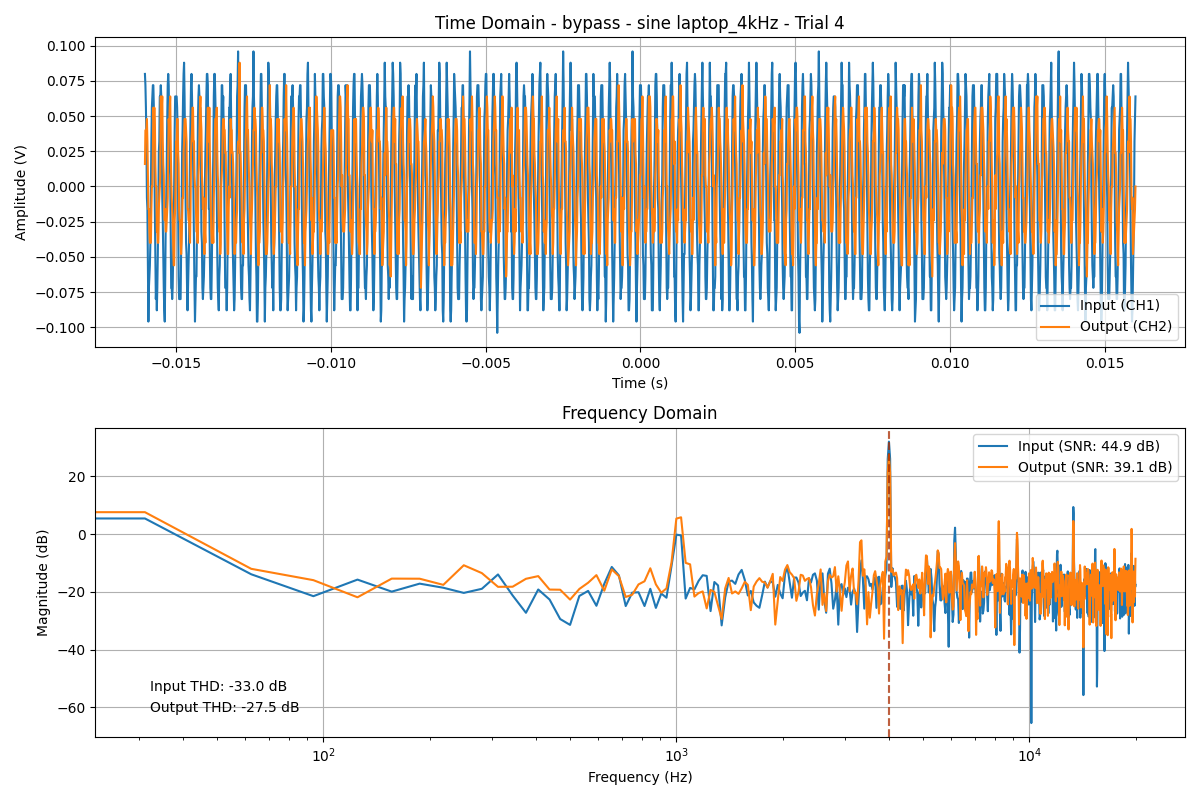 Time Domain - bypass - sine laptop_4kHz - Trial 4
Amplitude (V)
0.100
0.075
0.050
0.025
0.000
−0.025
−0.050
−0.075
−0.100
Input (CH1)
Output (CH2)
−0.015
−0.010
−0.005
0.000
0.005
0.010
0.015
Time (s)
Frequency Domain
Magnitude (dB)
20
0
−20
−40
−60
Input (SNR: 44.9 dB)
Output (SNR: 39.1 dB)
Input THD: -33.0 dB
Output THD: -27.5 dB
10²
10³
10⁴
Frequency (Hz)